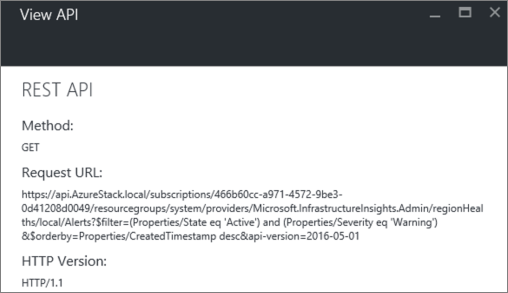 View API
REST API
Method:
GET
Request URL:
https://api.AzureStack.local/subscriptions/466b60cc-a971-4572-9be3-
0d41208d0049/resourcegroups/system/providers/Microsoft.InfrastructureInsights.Admin/regionHeal
ths/local/Alerts?$filter=(Properties/State eq 'Active') and (Properties/Severity eq 'Warning')
&$orderby=Properties/CreatedTimestamp desc&api-version=2016-05-01
HTTP Version:
HTTP/1.1